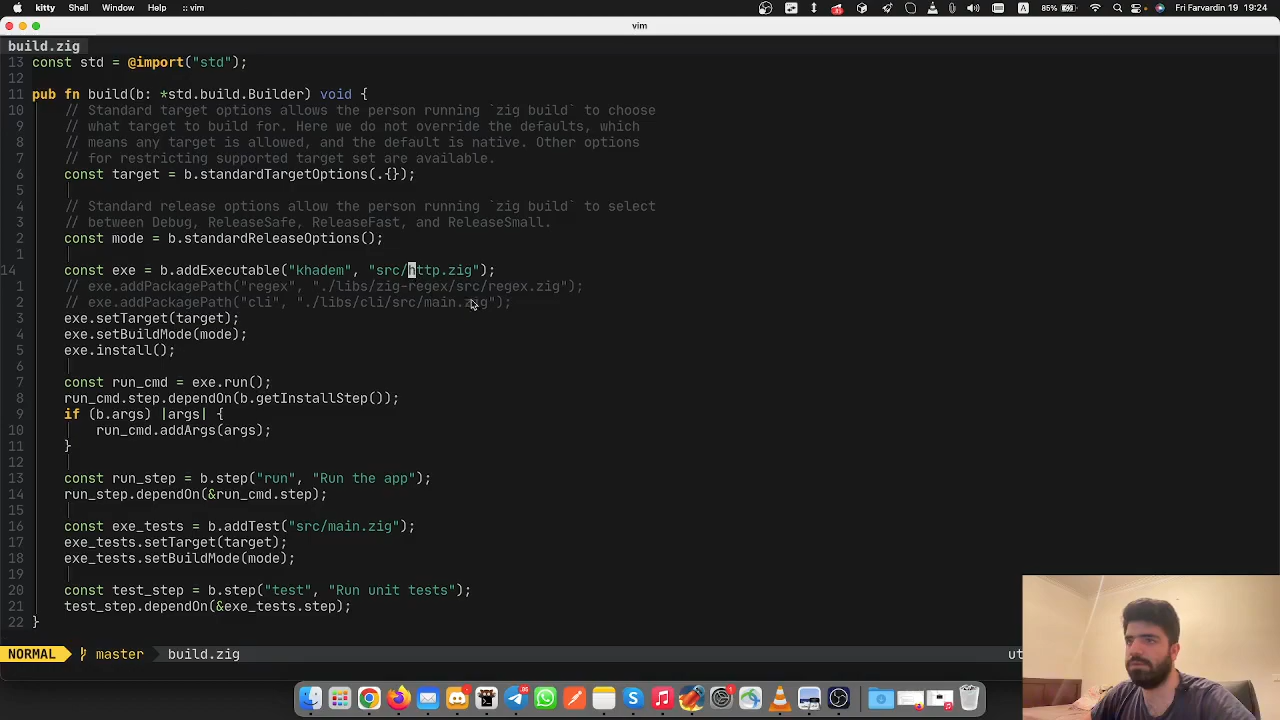 kitty Shell Window Help :: vim 85% A Fri Farvardin 19 19:24
vim
build.zig
13 const std = @import("std");
12
11 pub fn build(b: *std.build.Builder) void {
10 // Standard target options allows the person running `zig build` to choose
9 // what target to build for. Here we do not override the defaults, which
8 // means any target is allowed, and the default is native. Other options
7 // for restricting supported target set are available.
6 const target = b.standardTargetOptions(.{});
5
4 // Standard release options allow the person running `zig build` to select
3 // between Debug, ReleaseSafe, ReleaseFast, and ReleaseSmall.
2 const mode = b.standardReleaseOptions();
1
14 const exe = b.addExecutable("khadem", "src/http.zig");
1 // exe.addPackagePath("regex", "./libs/zig-regex/src/regex.zig");
2 // exe.addPackagePath("cli", "./libs/cli/src/main.zig");
3 exe.setTarget(target);
4 exe.setBuildMode(mode);
5 exe.install();
6
7 const run_cmd = exe.run();
8 run_cmd.step.dependOn(b.getInstallStep());
9 if (b.args) |args| {
10 run_cmd.addArgs(args);
11 }
12
13 const run_step = b.step("run", "Run the app");
14 run_step.dependOn(&run_cmd.step);
15
16 const exe_tests = b.addTest("src/main.zig");
17 exe_tests.setTarget(target);
18 exe_tests.setBuildMode(mode);
19
20 const test_step = b.step("test", "Run unit tests");
21 test_step.dependOn(&exe_tests.step);
22 }
NORMAL master build.zig ut